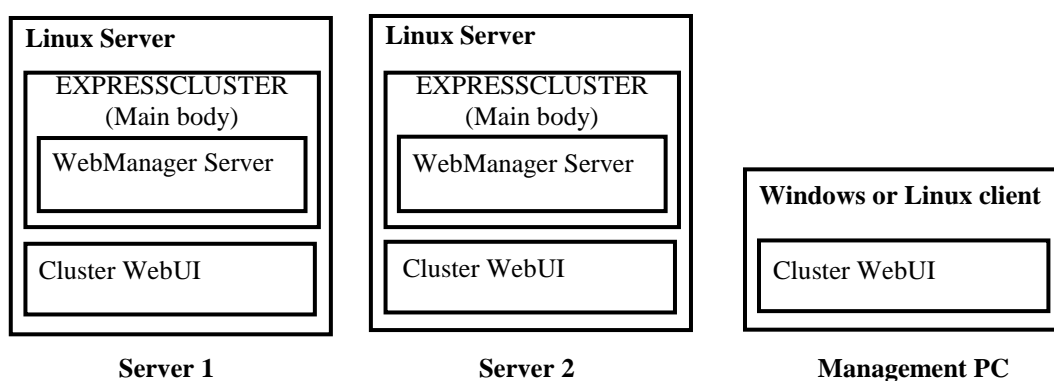 Linux Server
EXPRESSCLUSTER
(Main body)
WebManager Server
Cluster WebUI
Server 1
Linux Server
EXPRESSCLUSTER
(Main body)
WebManager Server
Cluster WebUI
Server 2
Windows or Linux client
Cluster WebUI
Management PC